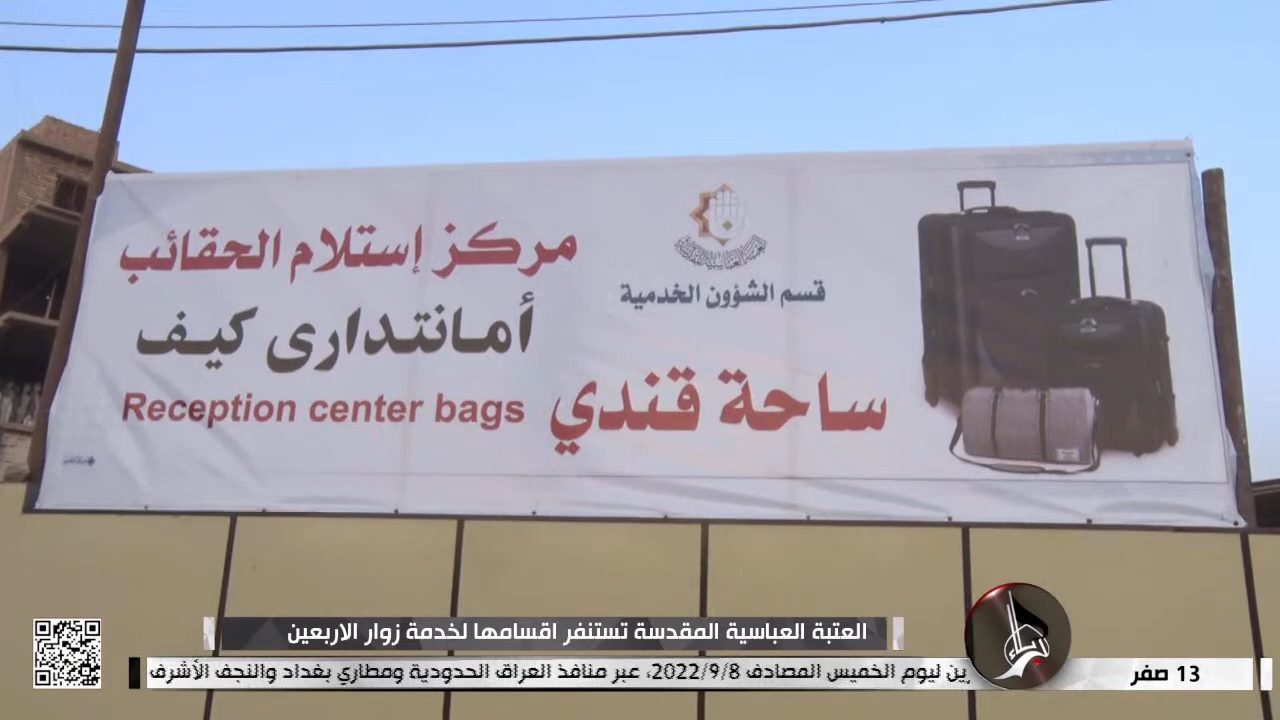 مركز إستلام الحقائب
أمانتداری کیف
Reception center bags
قسم الشؤون الخدمية
ساحة قندي
العتبة العباسية المقدسة تستنفر اقسامها لخدمة زوار الاربعين
13 صفر
ليوم الخميس المصادف 2022/9/8، عبر منافذ العراق الحدودية ومطاري بغداد والنجف الأشرف